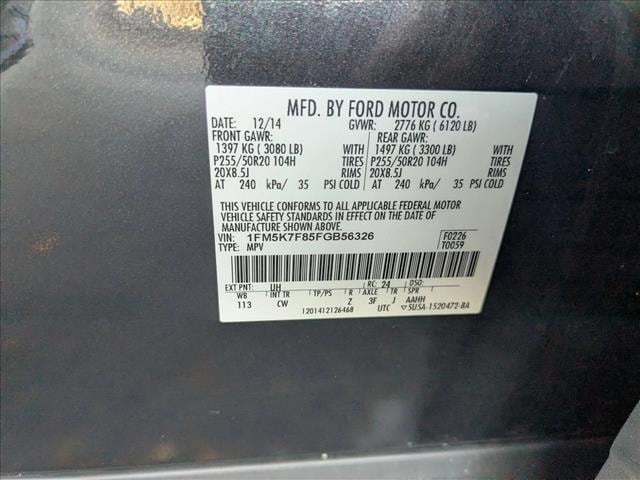 MFD. BY FORD MOTOR CO.
DATE: 12/14 GVWR: 2776 KG ( 6120 LB)
FRONT GAWR: REAR GAWR:
1397 KG ( 3080 LB) WITH 1497 KG ( 3300 LB) WITH
P255/50R20 104H TIRES P255/50R20 104H TIRES
20X8.5J RIMS 20X8.5J RIMS
AT 240 kPa/ 35 PSI COLD AT 240 kPa/ 35 PSI COLD
THIS VEHICLE CONFORMS TO ALL APPLICABLE FEDERAL MOTOR
VEHICLE SAFETY STANDARDS IN EFFECT ON THE DATE OF
MANUFACTURE SHOWN ABOVE.
VIN: 1FM5K7F85FGB56326 F0226
TYPE: MPV T0059
EXT PNT: UH RC: 24 DSO:
WB INT TR TP/PS R AXLE TR SPR
113 CW Z 3F J AAHH
1201412126468 UTC 5U5A-1520472-BA